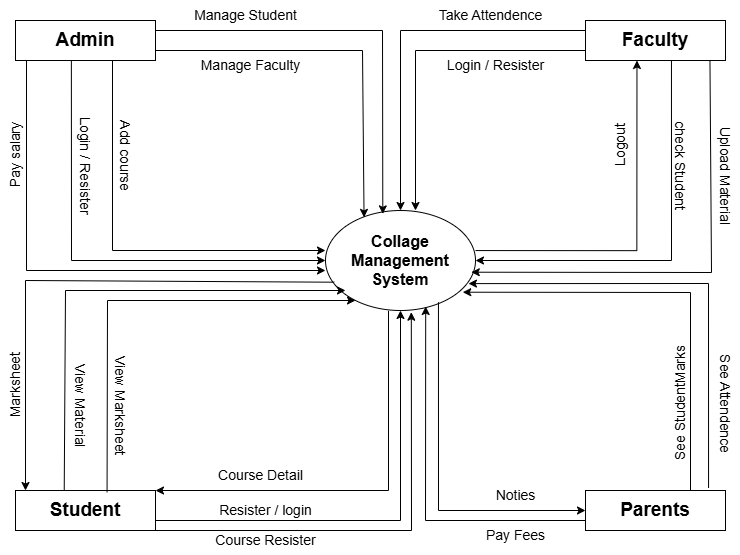 Manage Student
Take Attendence
Admin
Faculty
Manage Faculty
Login / Resister
Pay salary
Login / Resister
Add course
Logout
check Student
Upload Material
Collage
Management
System
Marksheet
View Material
View Marksheet
See StudentMarks
See Attendence
Course Detail
Student
Resister / login
Course Resister
Noties
Parents
Pay Fees